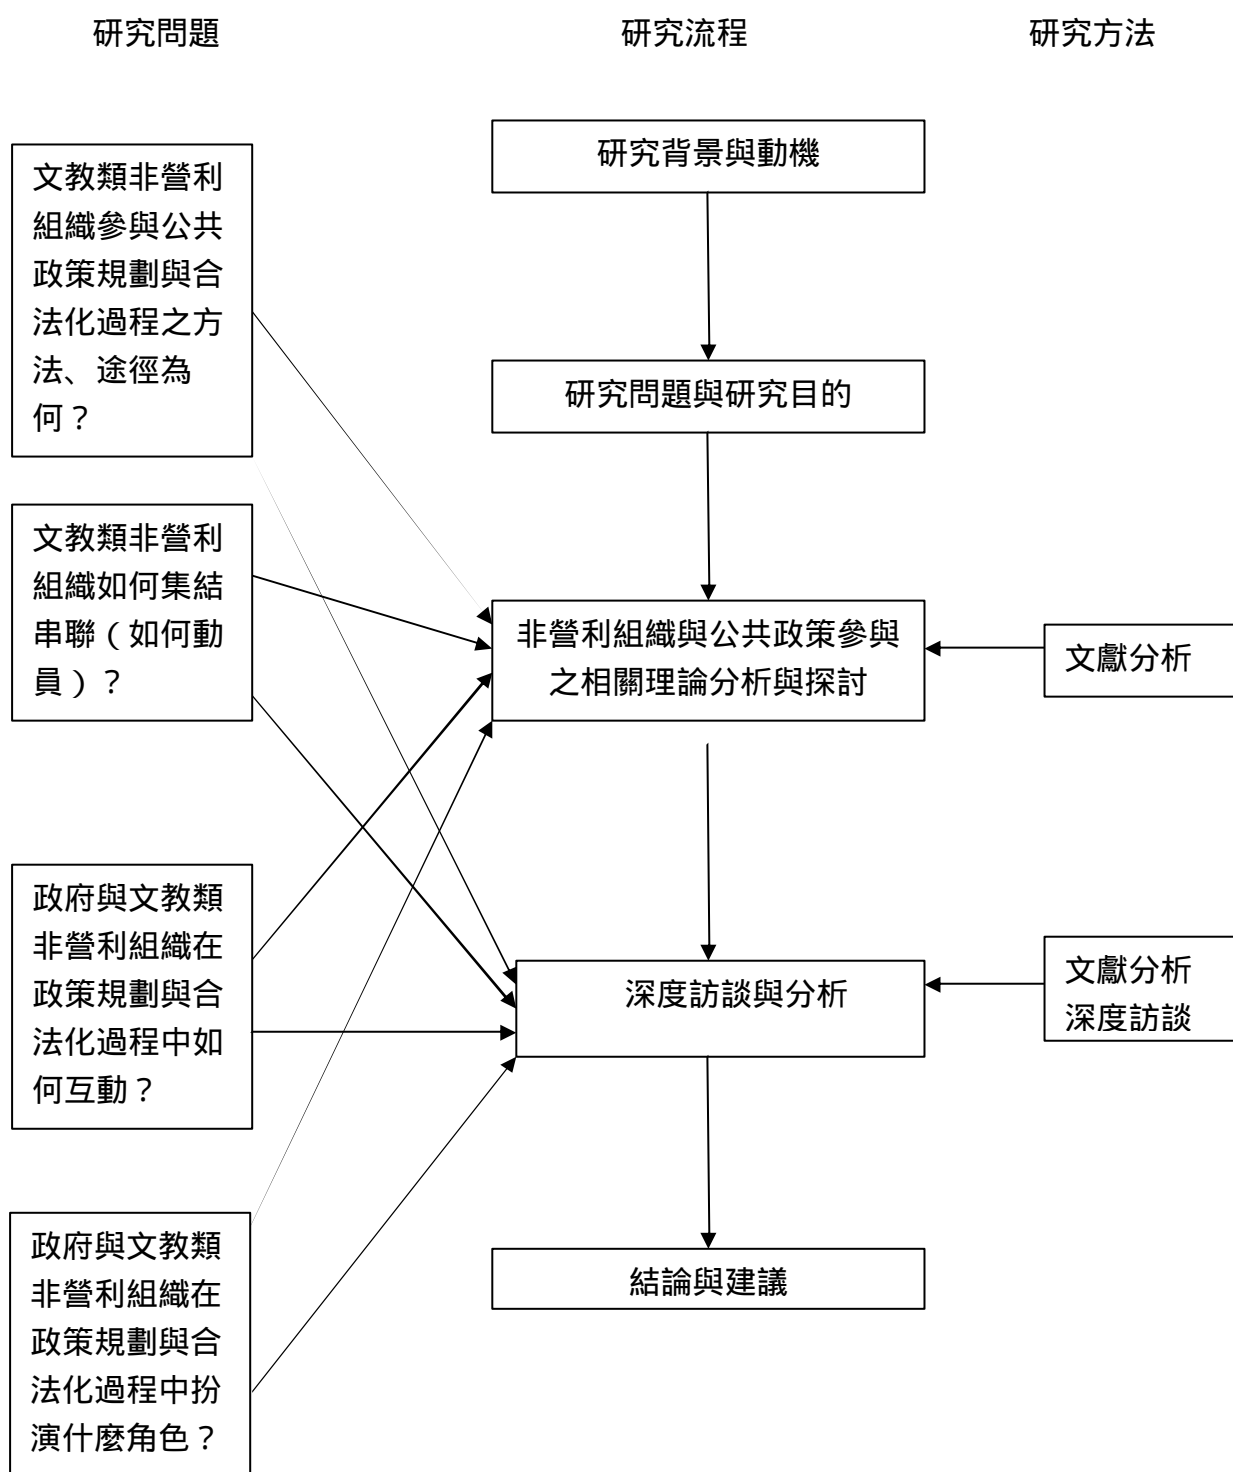 研究問題
研究流程
研究方法
研究背景與動機
文教類非營利
組織參與公共
政策規劃與合
法化過程之方
法、途徑為
何？
研究問題與研究目的
文教類非營利
組織如何集結
串聯（如何動
員）？
非營利組織與公共政策參與
之相關理論分析與探討
文獻分析
政府與文教類
非營利組織在
政策規劃與合
法化過程中如
何互動？
深度訪談與分析
文獻分析
深度訪談
政府與文教類
非營利組織在
政策規劃與合
法化過程中扮
演什麼角色？
結論與建議